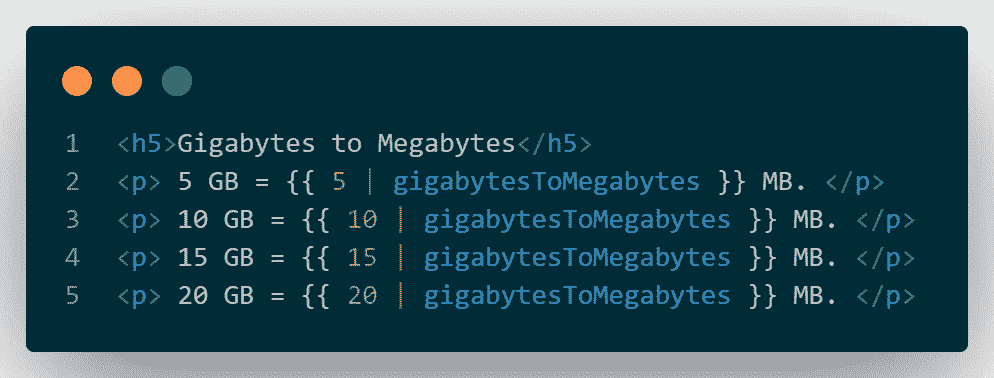 1 <h5>Gigabytes to Megabytes</h5>
2 <p> 5 GB = {{ 5 | gigabytesToMegabytes }} MB. </p>
3 <p> 10 GB = {{ 10 | gigabytesToMegabytes }} MB. </p>
4 <p> 15 GB = {{ 15 | gigabytesToMegabytes }} MB. </p>
5 <p> 20 GB = {{ 20 | gigabytesToMegabytes }} MB. </p>